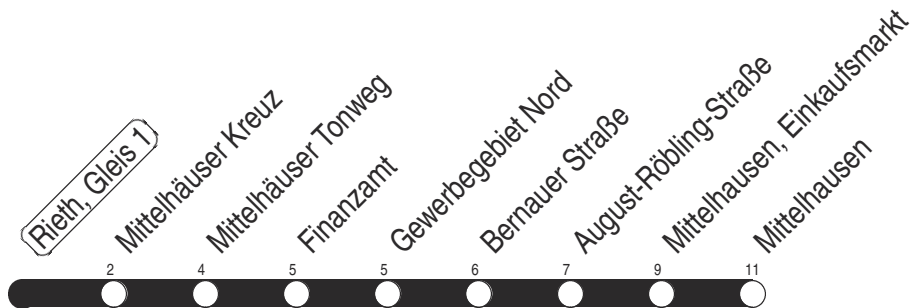 Rieth, Gleis 1
Mittelhäuser Kreuz
Mittelhäuser Tonweg
Finanzamt
Gewerbegebiet Nord
Bernauer Straße
August-Röbling-Straße
Mittelhausen, Einkaufsmarkt
Mittelhausen
2 4 5 5 6 7 9 11